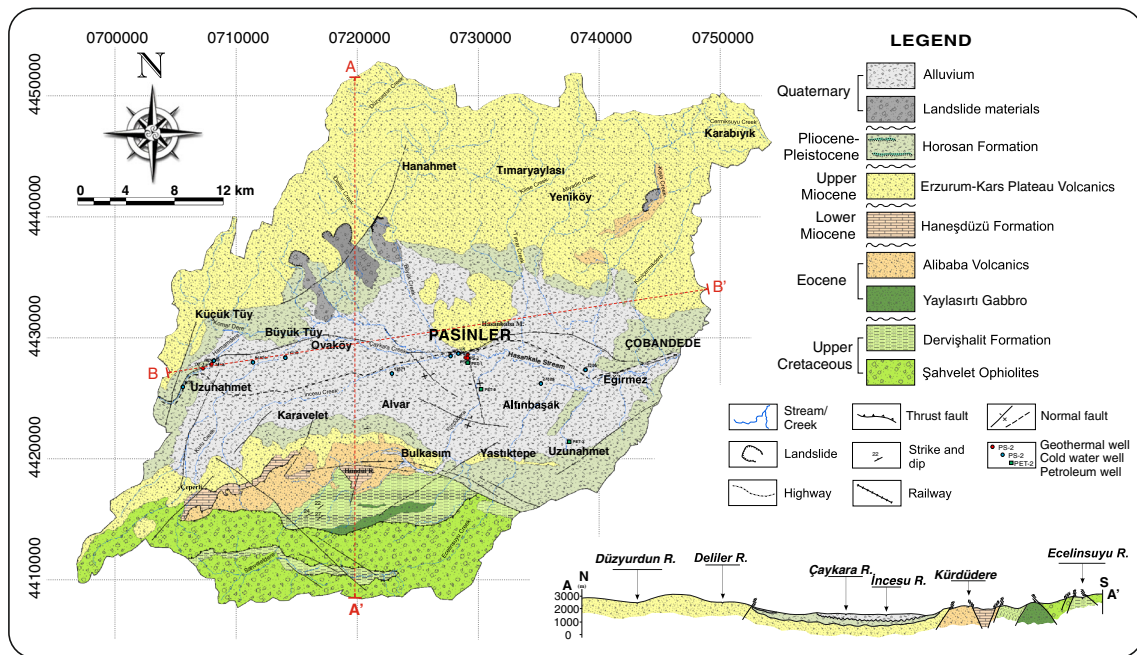 0700000 0710000 0720000 0730000 0740000 0750000
4450000
4440000
4430000
4420000
4410000
N
0 4 8 12 km
A
A'
B
B'
Karabıyık
Hanahmet
Tımaryaylası
Yeniköy
Küçük Tüy
Büyük Tüy
Ovaköy
PASİNLER
ÇOBANDEDE
Hasankale Stream
Uzunahmet
Eğirmez
Karavelet
Alvar
Altınbaşak
Bulkasım
Yastıktepe
Uzunahmet
İncesu Creek
PET-2
LEGEND
Quaternary
Alluvium
Landslide materials
Pliocene-
Pleistocene
Horosan Formation
Upper
Miocene
Erzurum-Kars Plateau Volcanics
Lower
Miocene
Haneşdüzü Formation
Eocene
Alibaba Volcanics
Yaylasırtı Gabbro
Upper
Cretaceous
Dervişhalit Formation
Şahvelet Ophiolites
Stream/
Creek
Thrust fault
Normal fault
Landslide
22
Strike and
dip
PS-2
PS-2
PET-2
Geothermal well
Cold water well
Petroleum well
Highway
Railway
Düzyurdun R.
Deliler R.
Çaykara R.
İncesu R.
Kürdüdere
Ecelinsuyu R.
A N
(m)
3000
2000
1000
0
S
A'